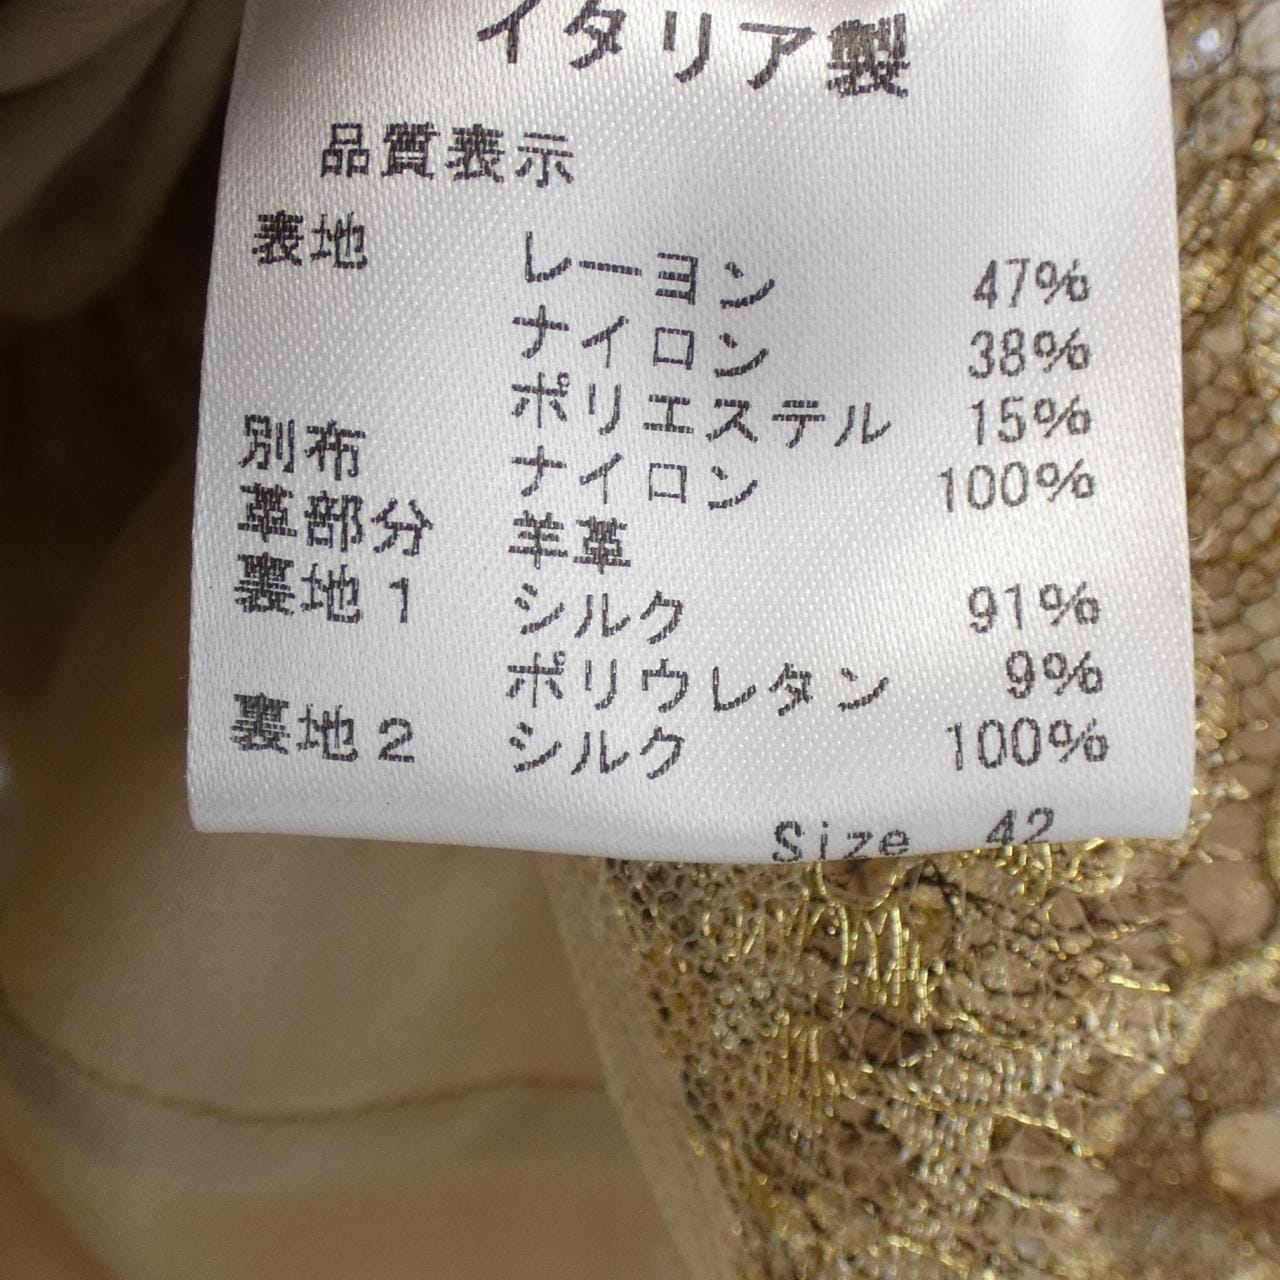 イタリア製
品質表示
表地 レーヨン 47%
ナイロン 38%
ポリエステル 15%
別布 ナイロン 100%
革部分 羊革
裏地1 シルク 91%
ポリウレタン 9%
裏地2 シルク 100%
Size 42